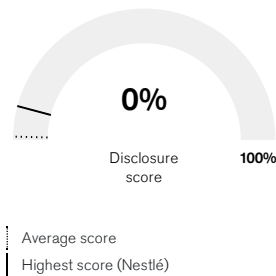 0%
Disclosure
score
100%
Average score
Highest score (Nestlé)